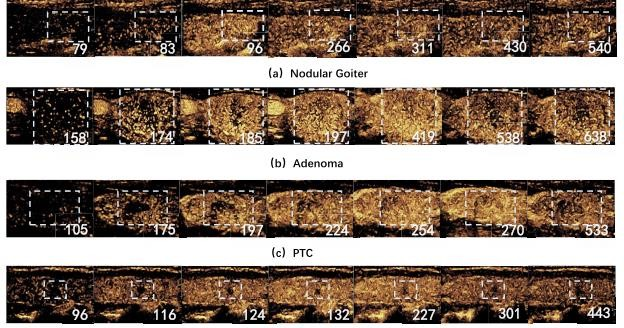 79 83 96 266 311 430 540
(a) Nodular Goiter
158 174 185 197 419 538 638
(b) Adenoma
105 175 197 224 254 270 533
(c) PTC
96 116 124 132 227 301 443